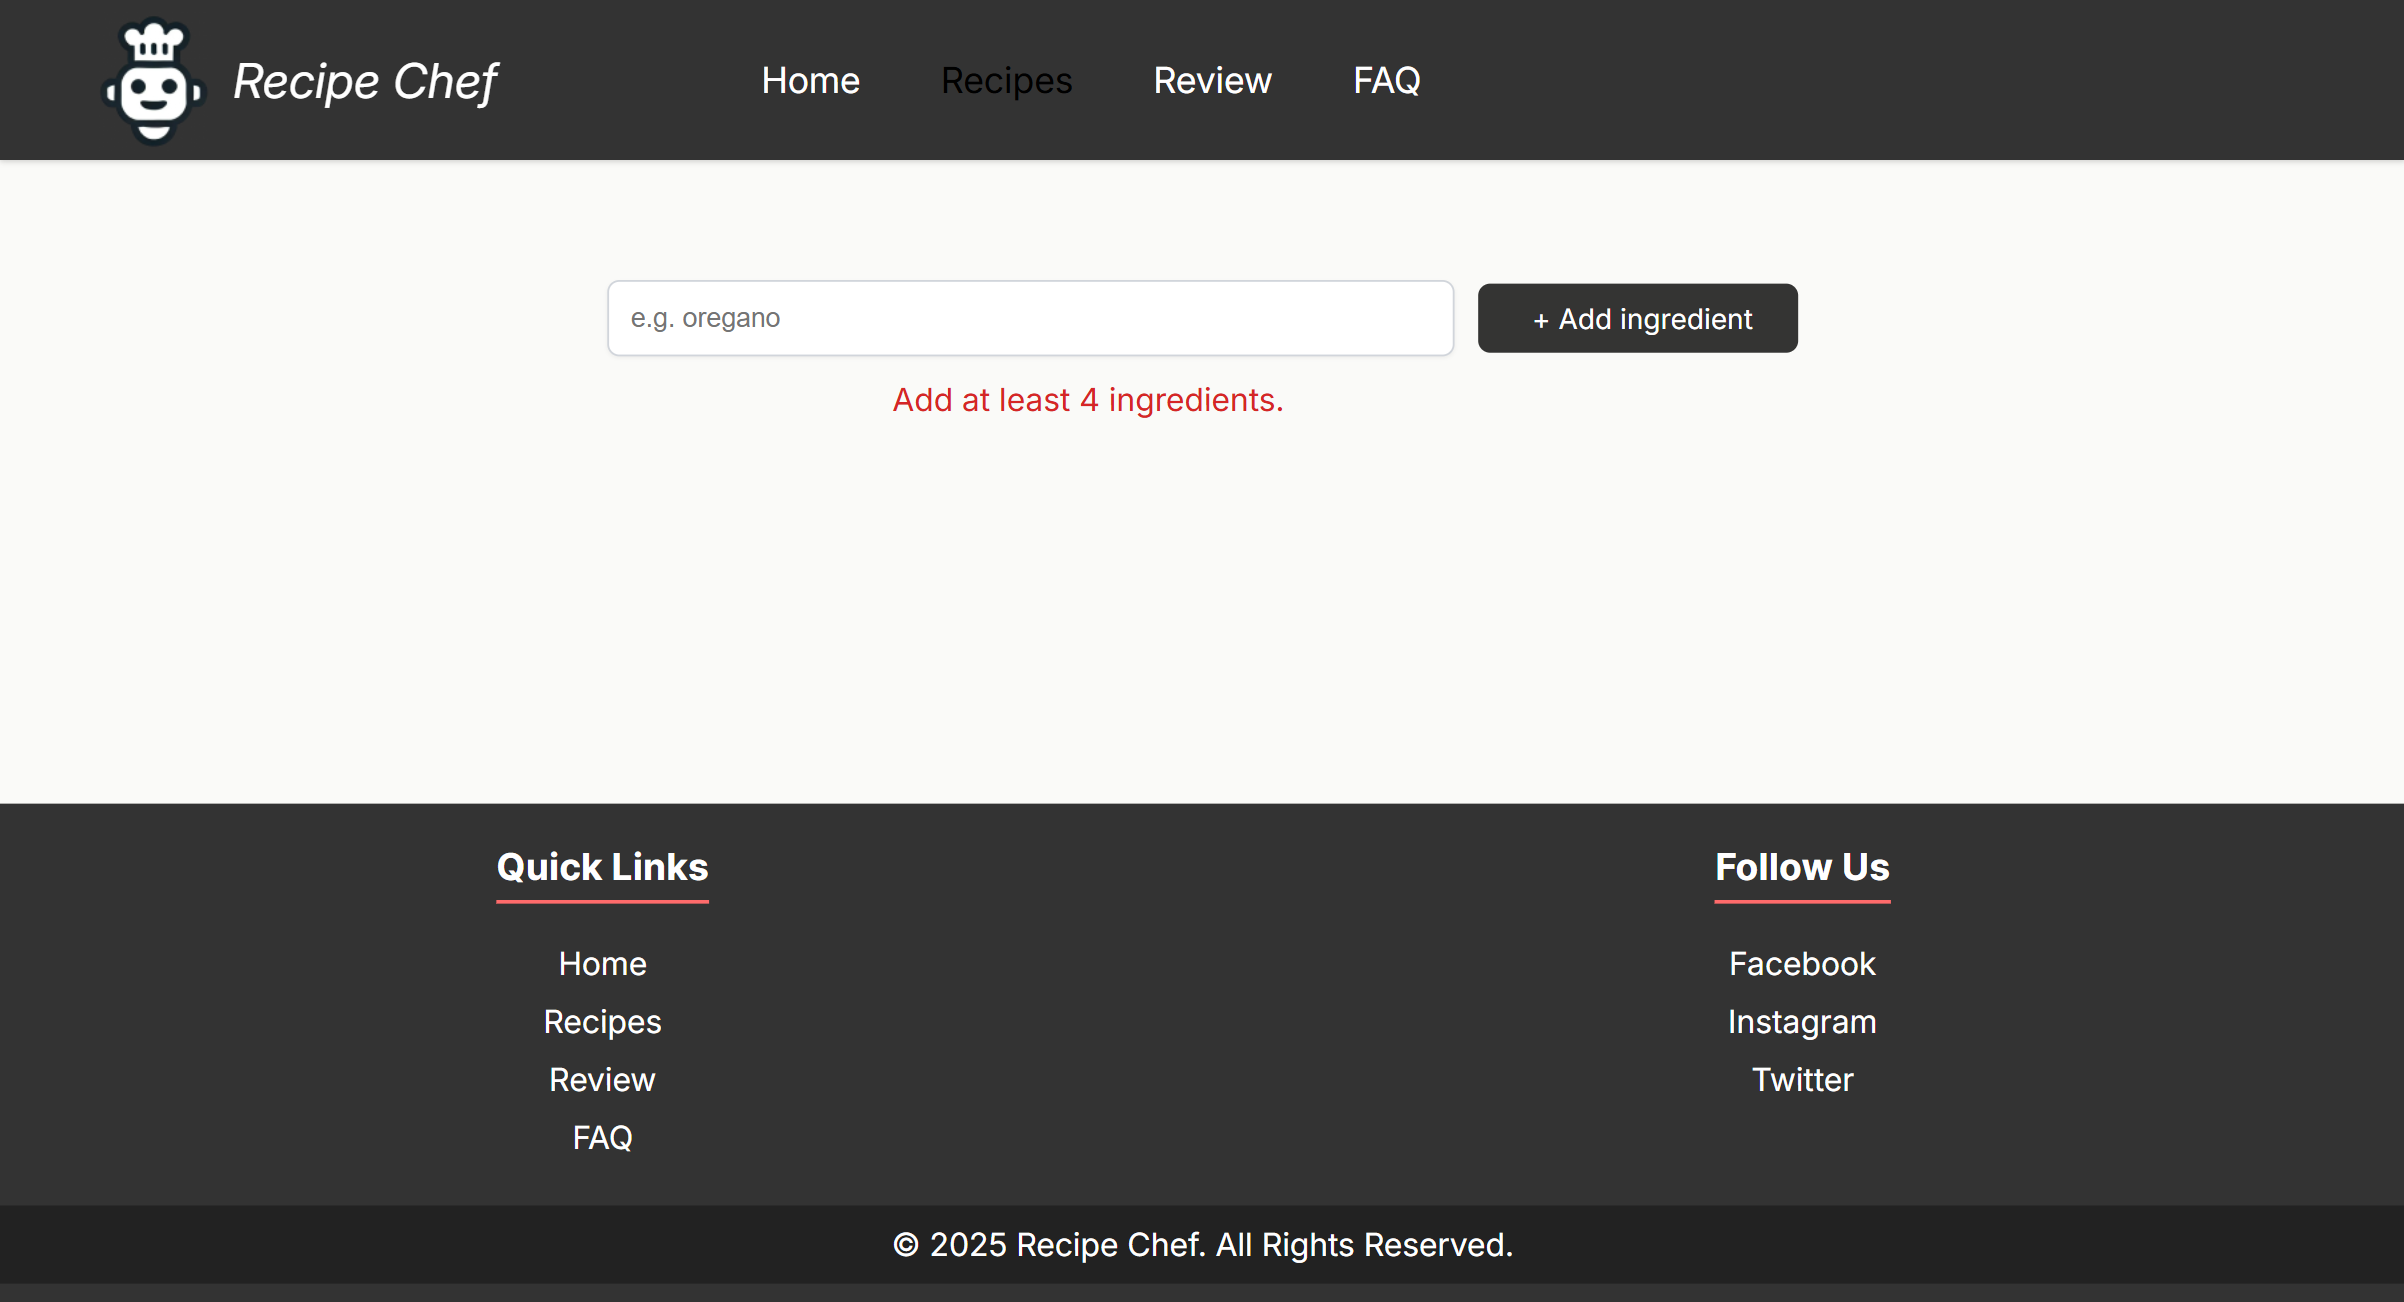 Recipe Chef
Home Recipes Review FAQ
e.g. oregano
+ Add ingredient
Add at least 4 ingredients.
Quick Links
Home
Recipes
Review
FAQ
Follow Us
Facebook
Instagram
Twitter
© 2025 Recipe Chef. All Rights Reserved.